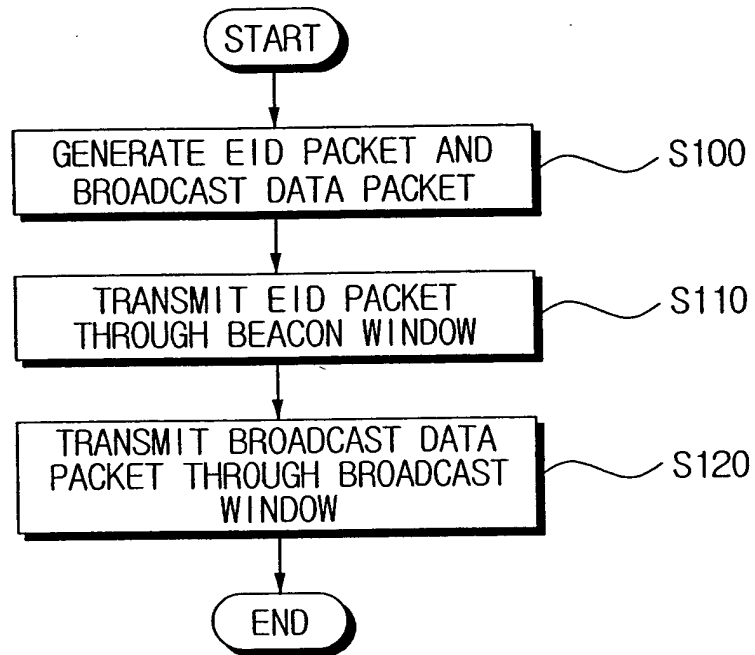 START
GENERATE EID PACKET AND
BROADCAST DATA PACKET
S100
TRANSMIT EID PACKET
THROUGH BEACON WINDOW
S110
TRANSMIT BROADCAST DATA
PACKET THROUGH BROADCAST
WINDOW
S120
END